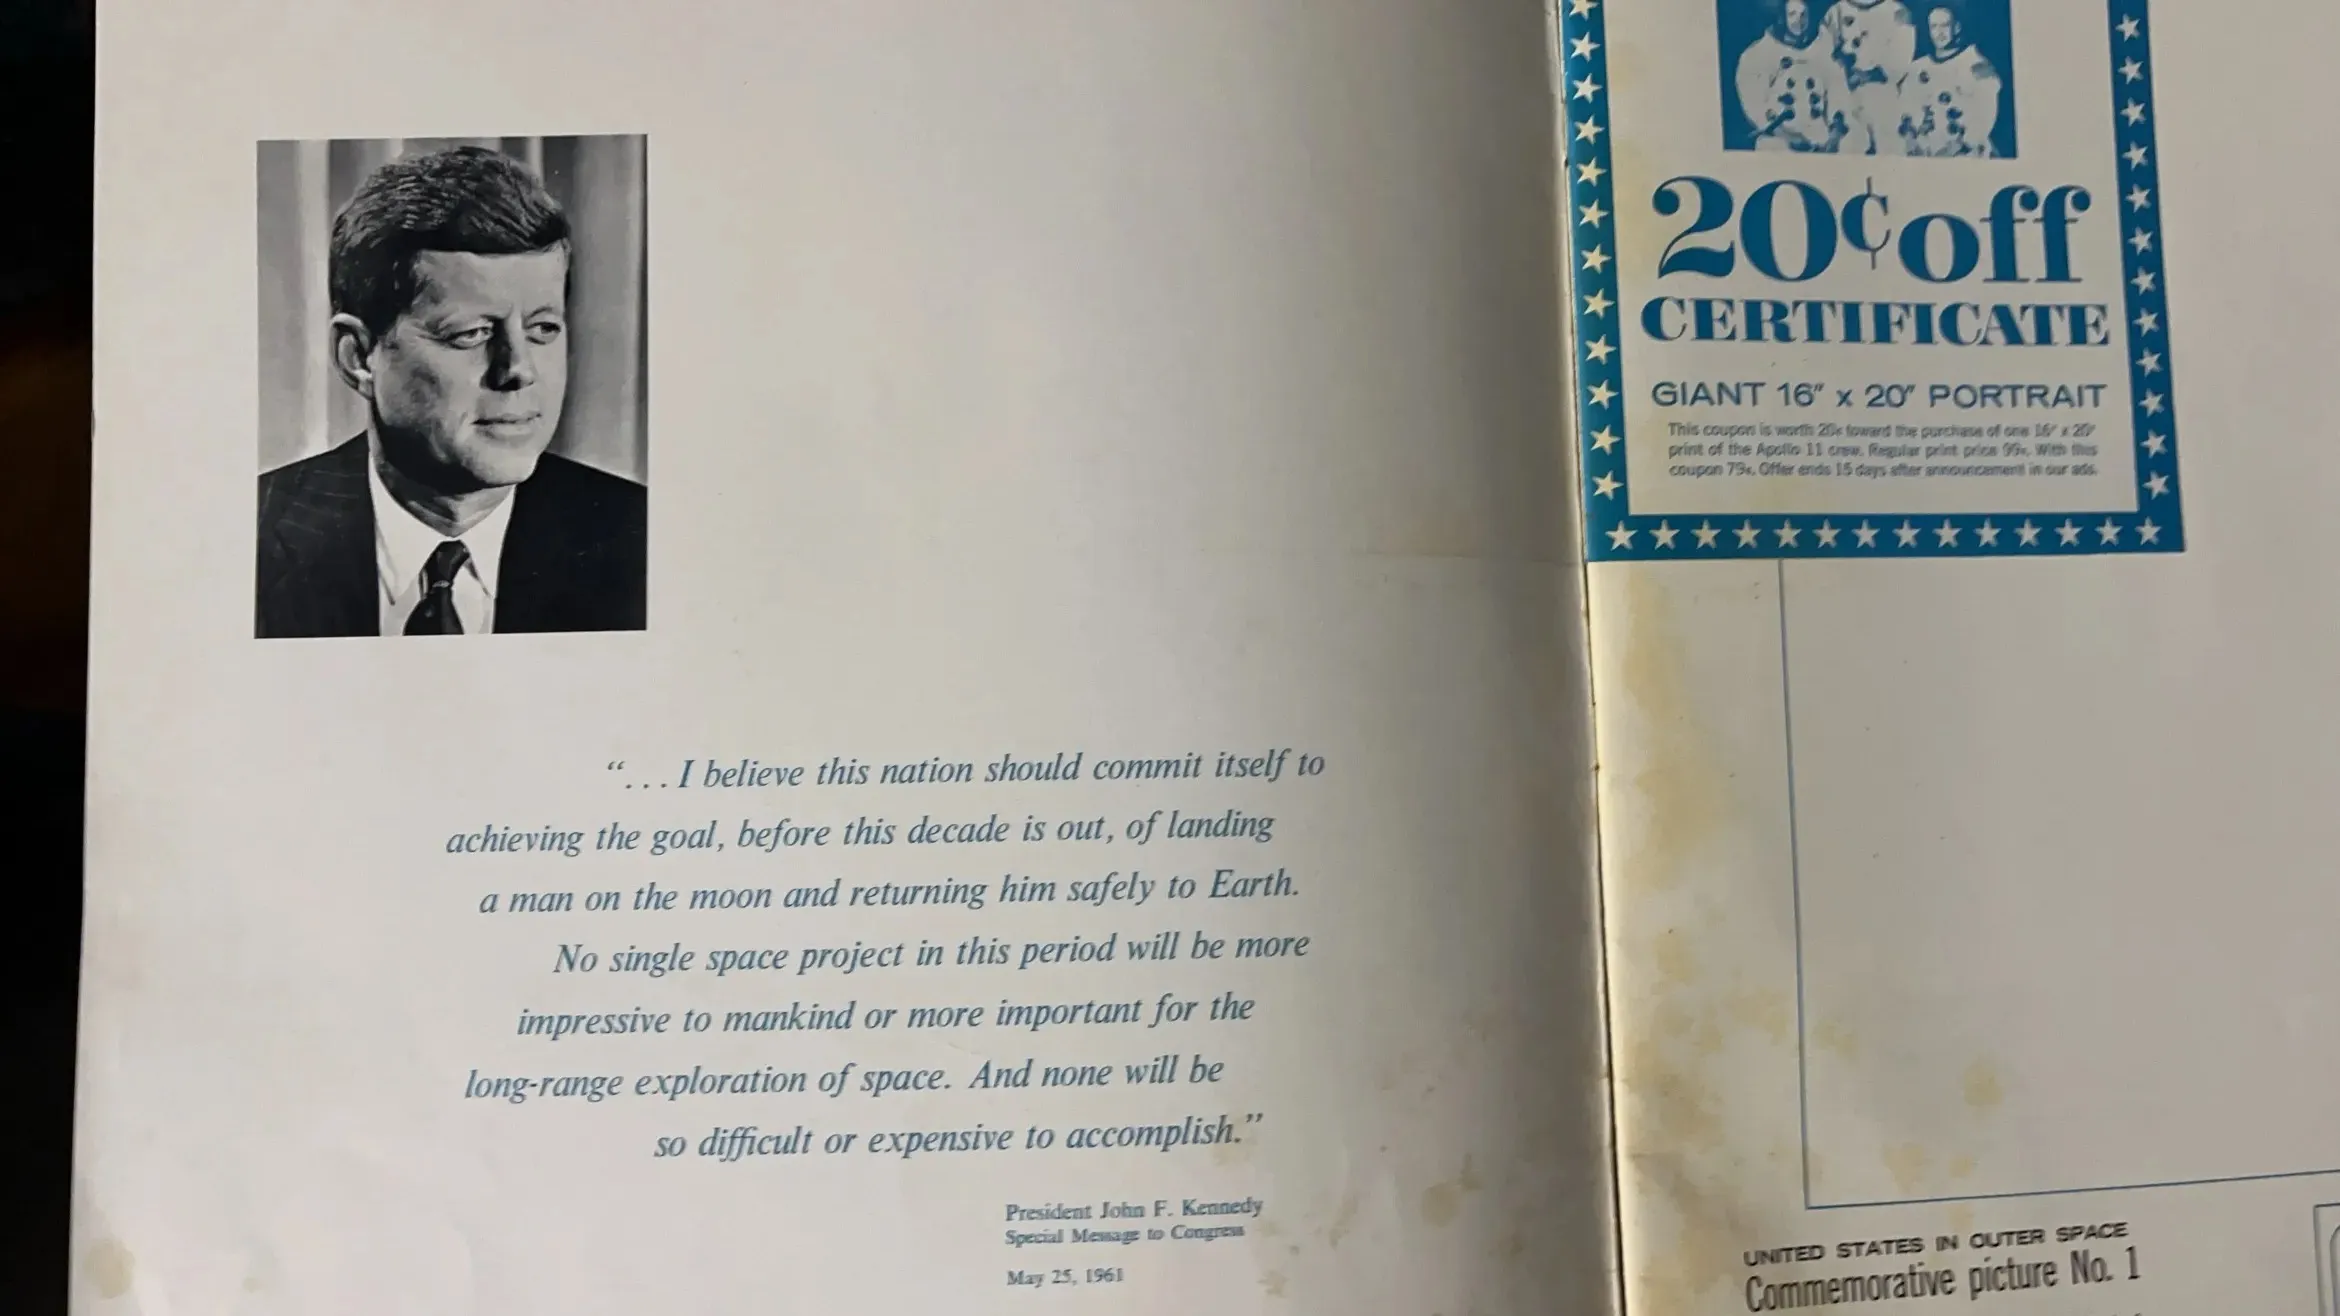 “...I believe this nation should commit itself to
achieving the goal, before this decade is out, of landing
a man on the moon and returning him safely to Earth.
No single space project in this period will be more
impressive to mankind or more important for the
long-range exploration of space. And none will be
so difficult or expensive to accomplish.”
President John F. Kennedy
Special Message to Congress
May 25, 1961
20¢ off
CERTIFICATE
GIANT 16" x 20" PORTRAIT
This coupon is worth 20¢ toward the purchase of one 16" x 20"
print of the Apollo 11 crew. Regular print price 99¢. With this
coupon 79¢. Offer ends 15 days after announcement in our ads.
UNITED STATES IN OUTER SPACE
Commemorative picture No. 1